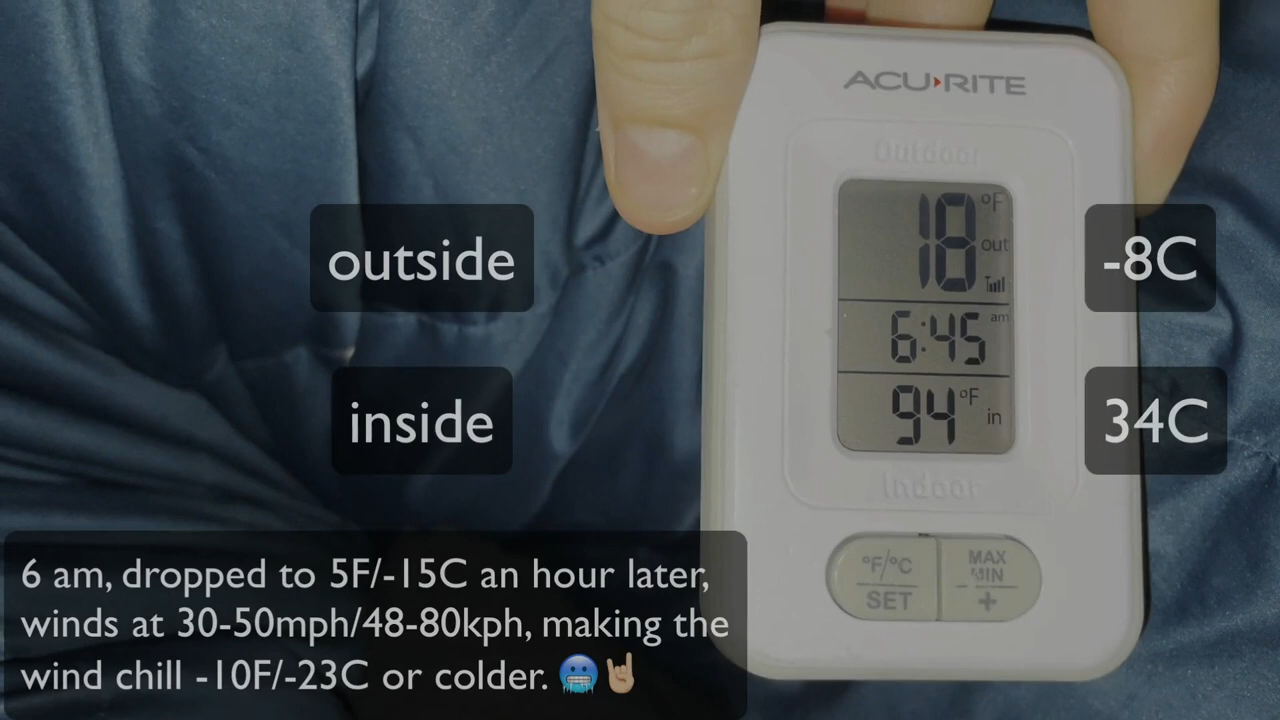 ACU▸RITE
Outdoor
18 °F
out
outside
-8C
6:45 am
94 °F
in
inside
34C
Indoor
°F/°C
SET
MAX
MIN
+
6 am, dropped to 5F/-15C an hour later,
winds at 30-50mph/48-80kph, making the
wind chill -10F/-23C or colder. 🥶🤘🏼